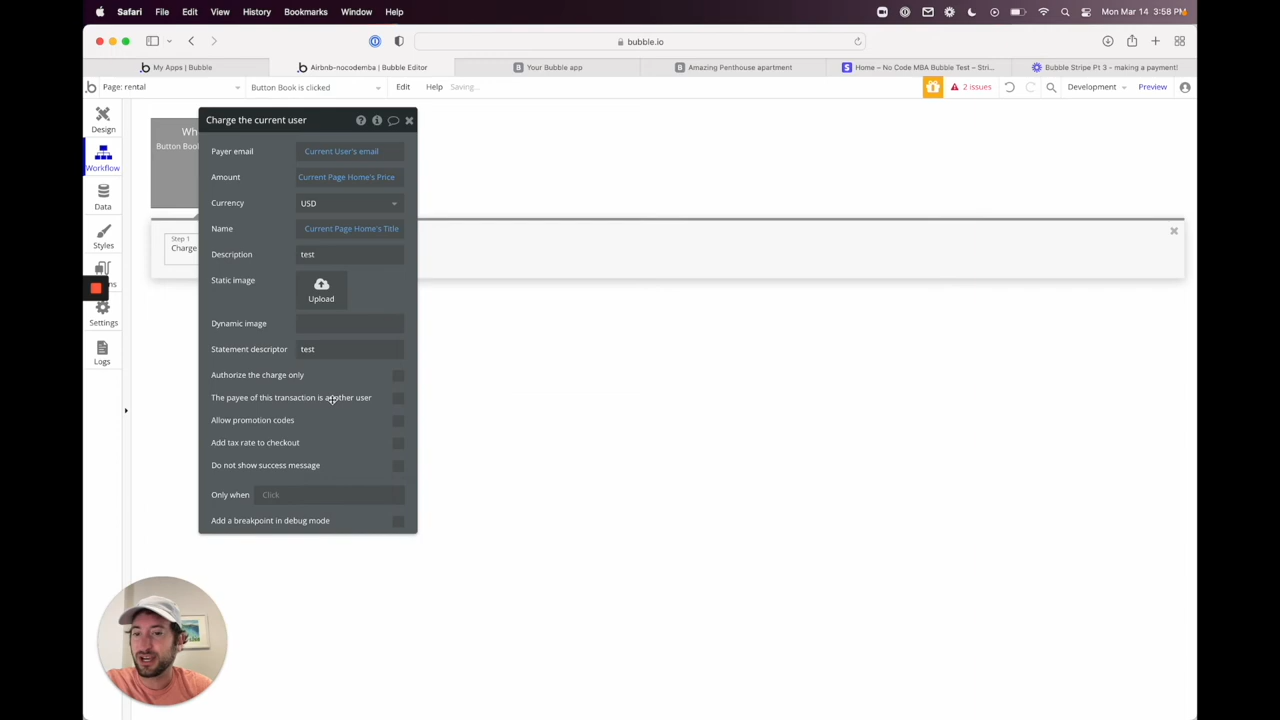 Safari File Edit View History Bookmarks Window Help
Mon Mar 14 3:58 PM
bubble.io
My Apps | Bubble
Airbnb-nocodemba | Bubble Editor
Your Bubble app
Amazing Penthouse apartment
Home – No Code MBA Bubble Test – Stri...
Bubble Stripe Pt 3 - making a payment!
Page: rental
Button Book is clicked
Edit
Help
Saving...
2 issues
Development
Preview
Design
Workflow
Data
Styles
Settings
Logs
Wh
Button Boo
Step 1
Charge
Charge the current user
Payer email Current User's email
Amount Current Page Home's Price
Currency USD
Name Current Page Home's Title
Description test
Static image
Upload
Dynamic image
Statement descriptor test
Authorize the charge only
The payee of this transaction is another user
Allow promotion codes
Add tax rate to checkout
Do not show success message
Only when Click
Add a breakpoint in debug mode